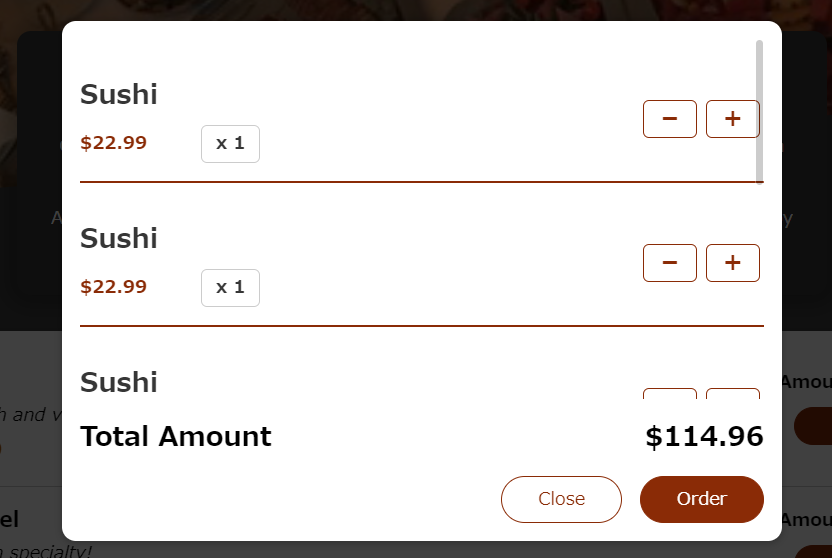 Sushi
$22.99 x 1 − +
Sushi
$22.99 x 1 − +
Sushi
Total Amount $114.96
Close Order
h and
Amou
el
Amou
specialty!